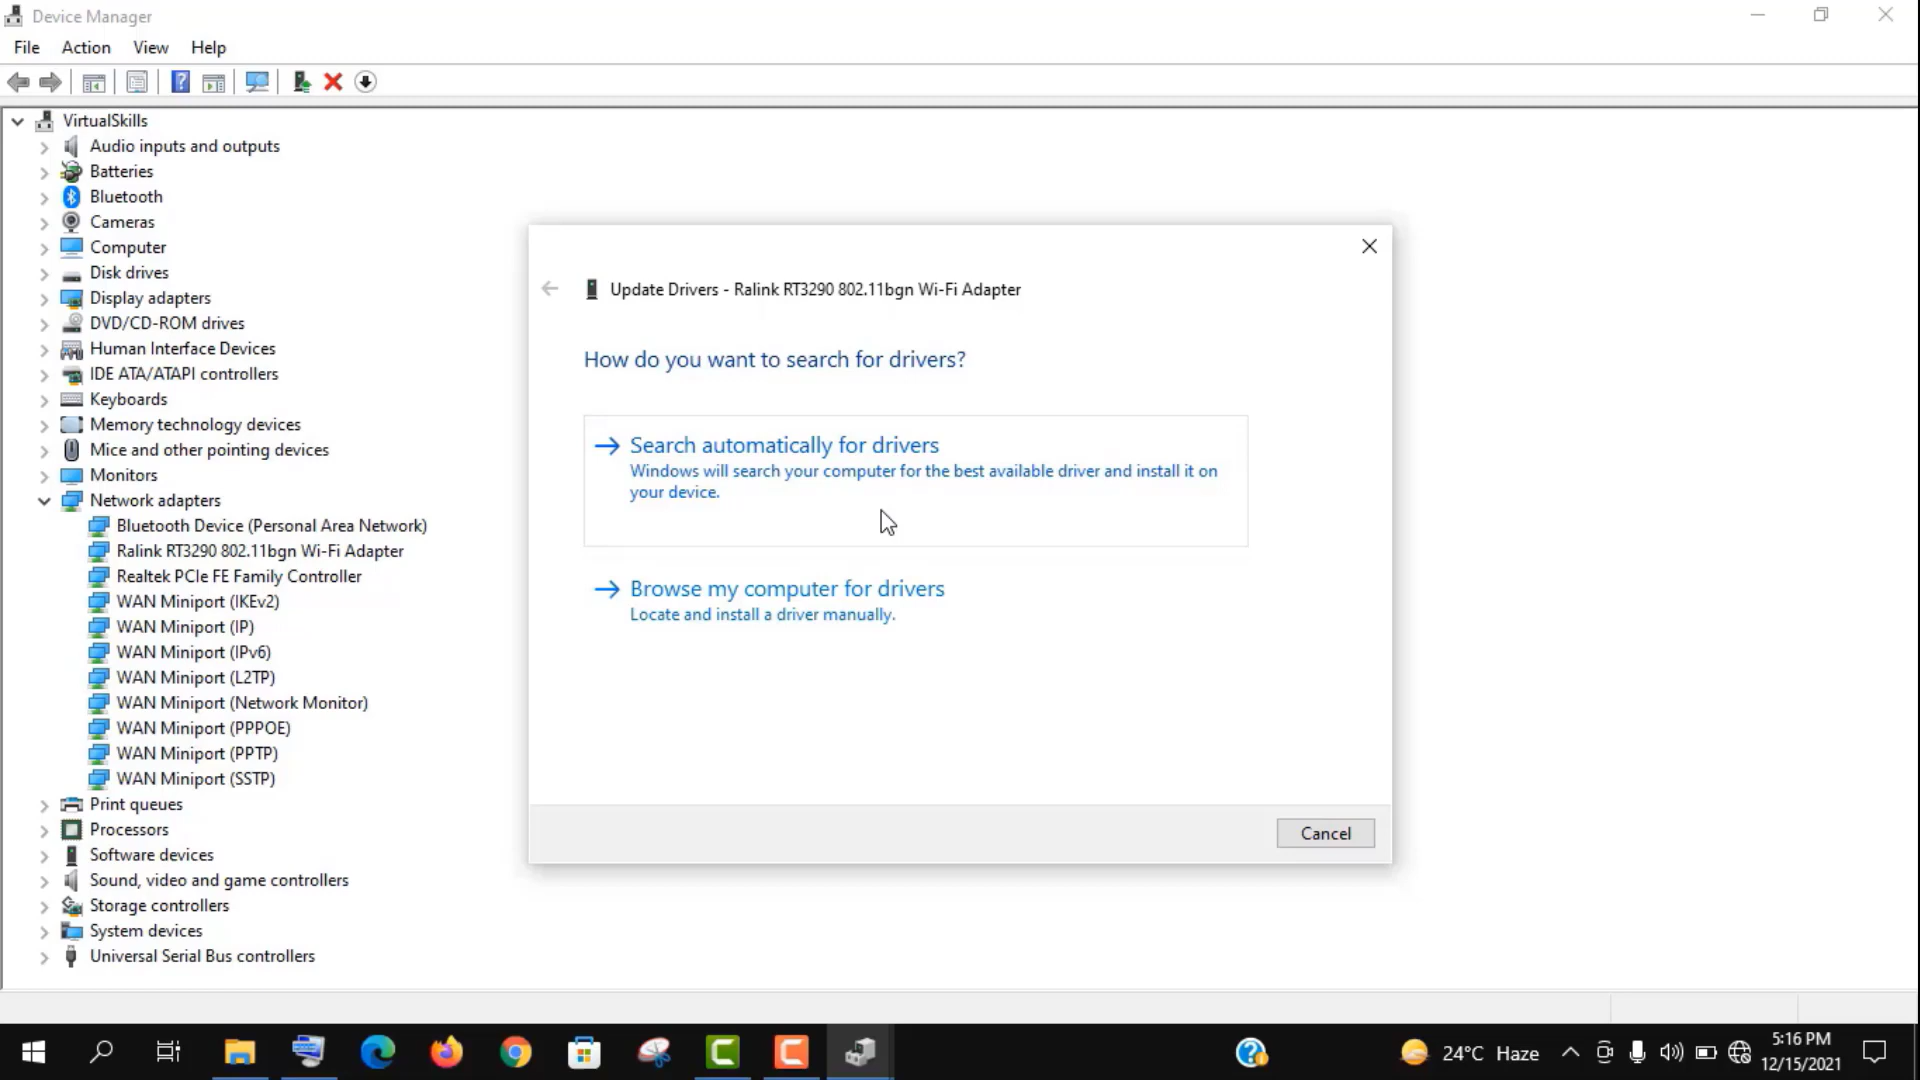 Device Manager
File Action View Help
VirtualSkills
Audio inputs and outputs
Batteries
Bluetooth
Cameras
Computer
Disk drives
Display adapters
DVD/CD-ROM drives
Human Interface Devices
IDE ATA/ATAPI controllers
Keyboards
Memory technology devices
Mice and other pointing devices
Monitors
Network adapters
Bluetooth Device (Personal Area Network)
Ralink RT3290 802.11bgn Wi-Fi Adapter
Realtek PCIe FE Family Controller
WAN Miniport (IKEv2)
WAN Miniport (IP)
WAN Miniport (IPv6)
WAN Miniport (L2TP)
WAN Miniport (Network Monitor)
WAN Miniport (PPPOE)
WAN Miniport (PPTP)
WAN Miniport (SSTP)
Print queues
Processors
Software devices
Sound, video and game controllers
Storage controllers
System devices
Universal Serial Bus controllers
Update Drivers - Ralink RT3290 802.11bgn Wi-Fi Adapter
How do you want to search for drivers?
Search automatically for drivers
Windows will search your computer for the best available driver and install it on
your device.
Browse my computer for drivers
Locate and install a driver manually.
Cancel
24°C Haze
5:16 PM
12/15/2021